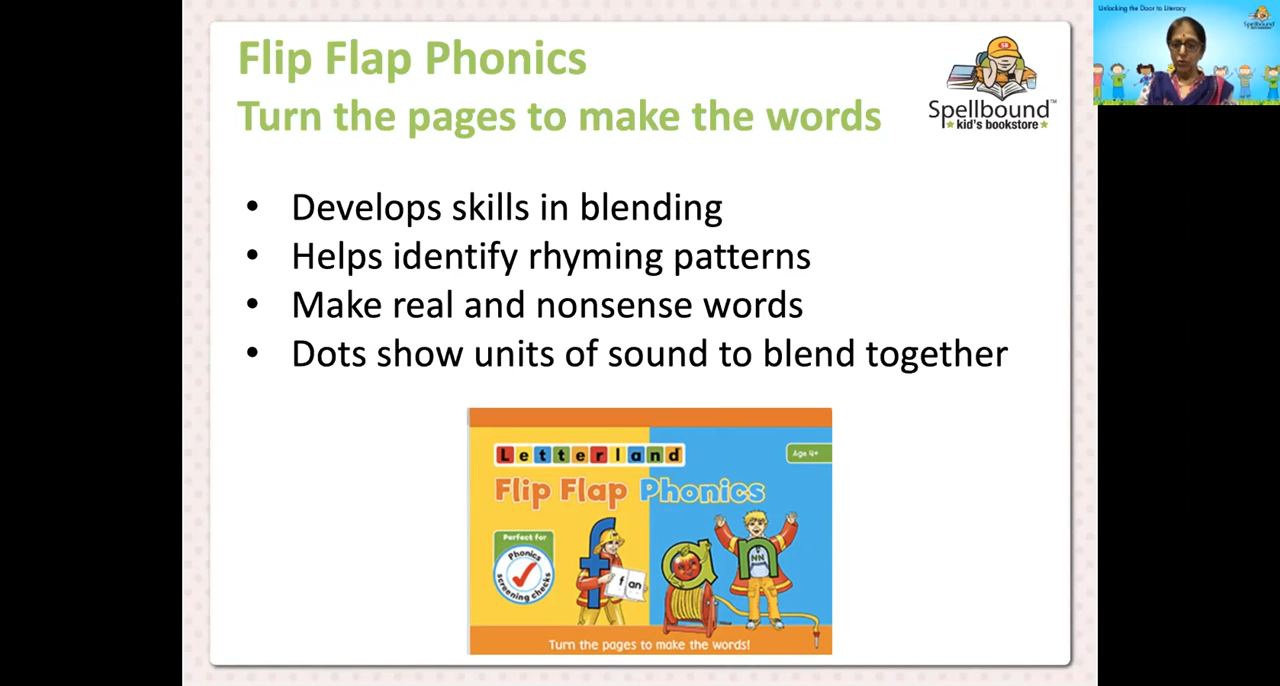 Flip Flap Phonics
Turn the pages to make the words
SB
Spellbound™
kid's bookstore
• Develops skills in blending
• Helps identify rhyming patterns
• Make real and nonsense words
• Dots show units of sound to blend together
Letterland
Age 4+
Flip Flap Phonics
Perfect for
Phonics
screening checks
f
f an
a
n
NN
Turn the pages to make the words!
Unlocking the Door to Literacy
Spellbound